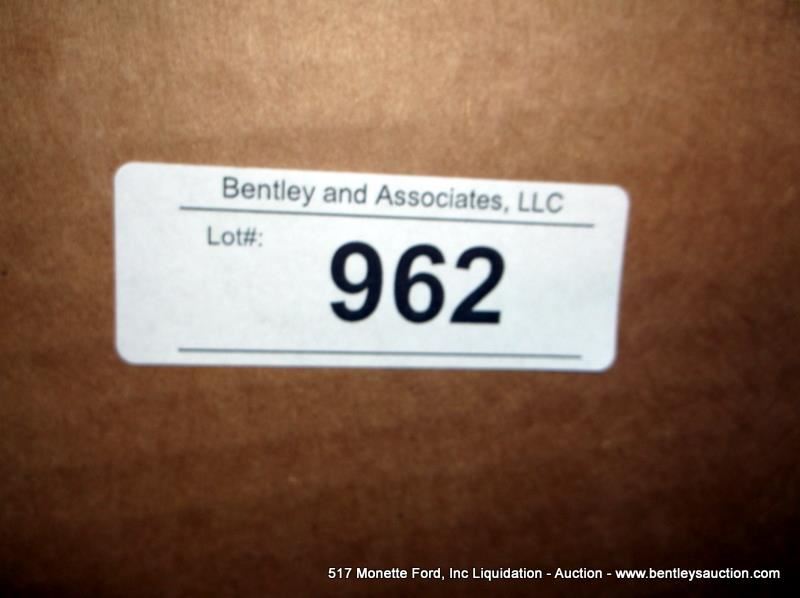 Bentley and Associates, LLC
Lot#:
962
517 Monette Ford, Inc Liquidation - Auction - www.bentleysauction.com